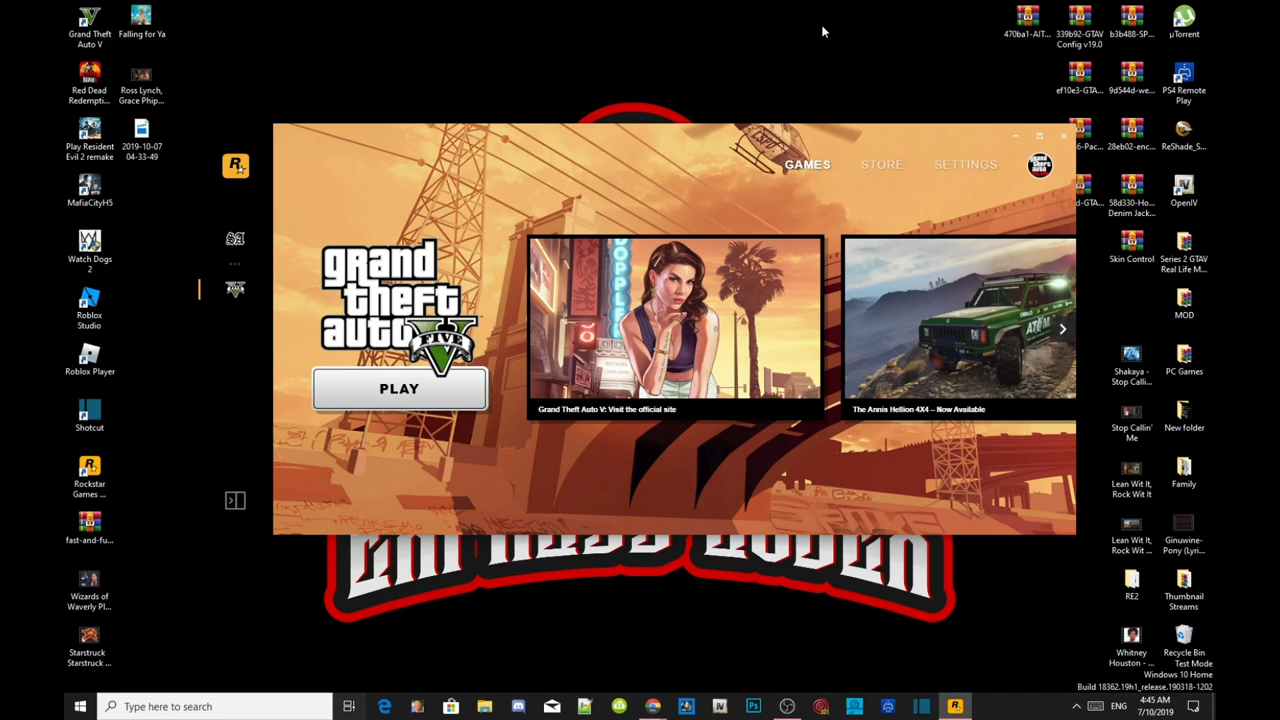 Grand Theft
Auto V
Falling for Ya
470ba1-AIT...
339b92-GTAV
Config v19.0
b3b488-SP...
µTorrent
Red Dead
Redempti...
Ross Lynch,
Grace Phip...
ef10e3-GTA...
9d544d-we...
PS4 Remote
Play
Play Resident
Evil 2 remake
2019-10-07
04-33-49
6-Pac...
28eb02-enc...
ReShade_S...
GAMES
STORE
SETTINGS
MafiaCityH5
d-GTA...
58d330-Ho...
Denim Jack...
OpenIV
Watch Dogs
2
Skin Control
Series 2 GTAV
Real Life M...
grand
theft
auto
FIVE
V
Roblox
Studio
MOD
Roblox Player
Shakaya -
Stop Calli...
PC Games
PLAY
Grand Theft Auto V: Visit the official site
The Annis Hellion 4X4 – Now Available
Shotcut
Stop Callin'
Me
New folder
Rockstar
Games ...
Lean Wit It,
Rock Wit It
Family
fast-and-fu...
Lean Wit It,
Rock Wit ...
Ginuwine-
Pony (Lyri...
Wizards of
Waverly Pl...
RE2
Thumbnail
Streams
Starstruck
Starstruck ...
Whitney
Houston - ...
Recycle Bin
Test Mode
Windows 10 Home
Build 18362.19h1_release.190318-1202
Type here to search
ENG
4:45 AM
7/10/2019